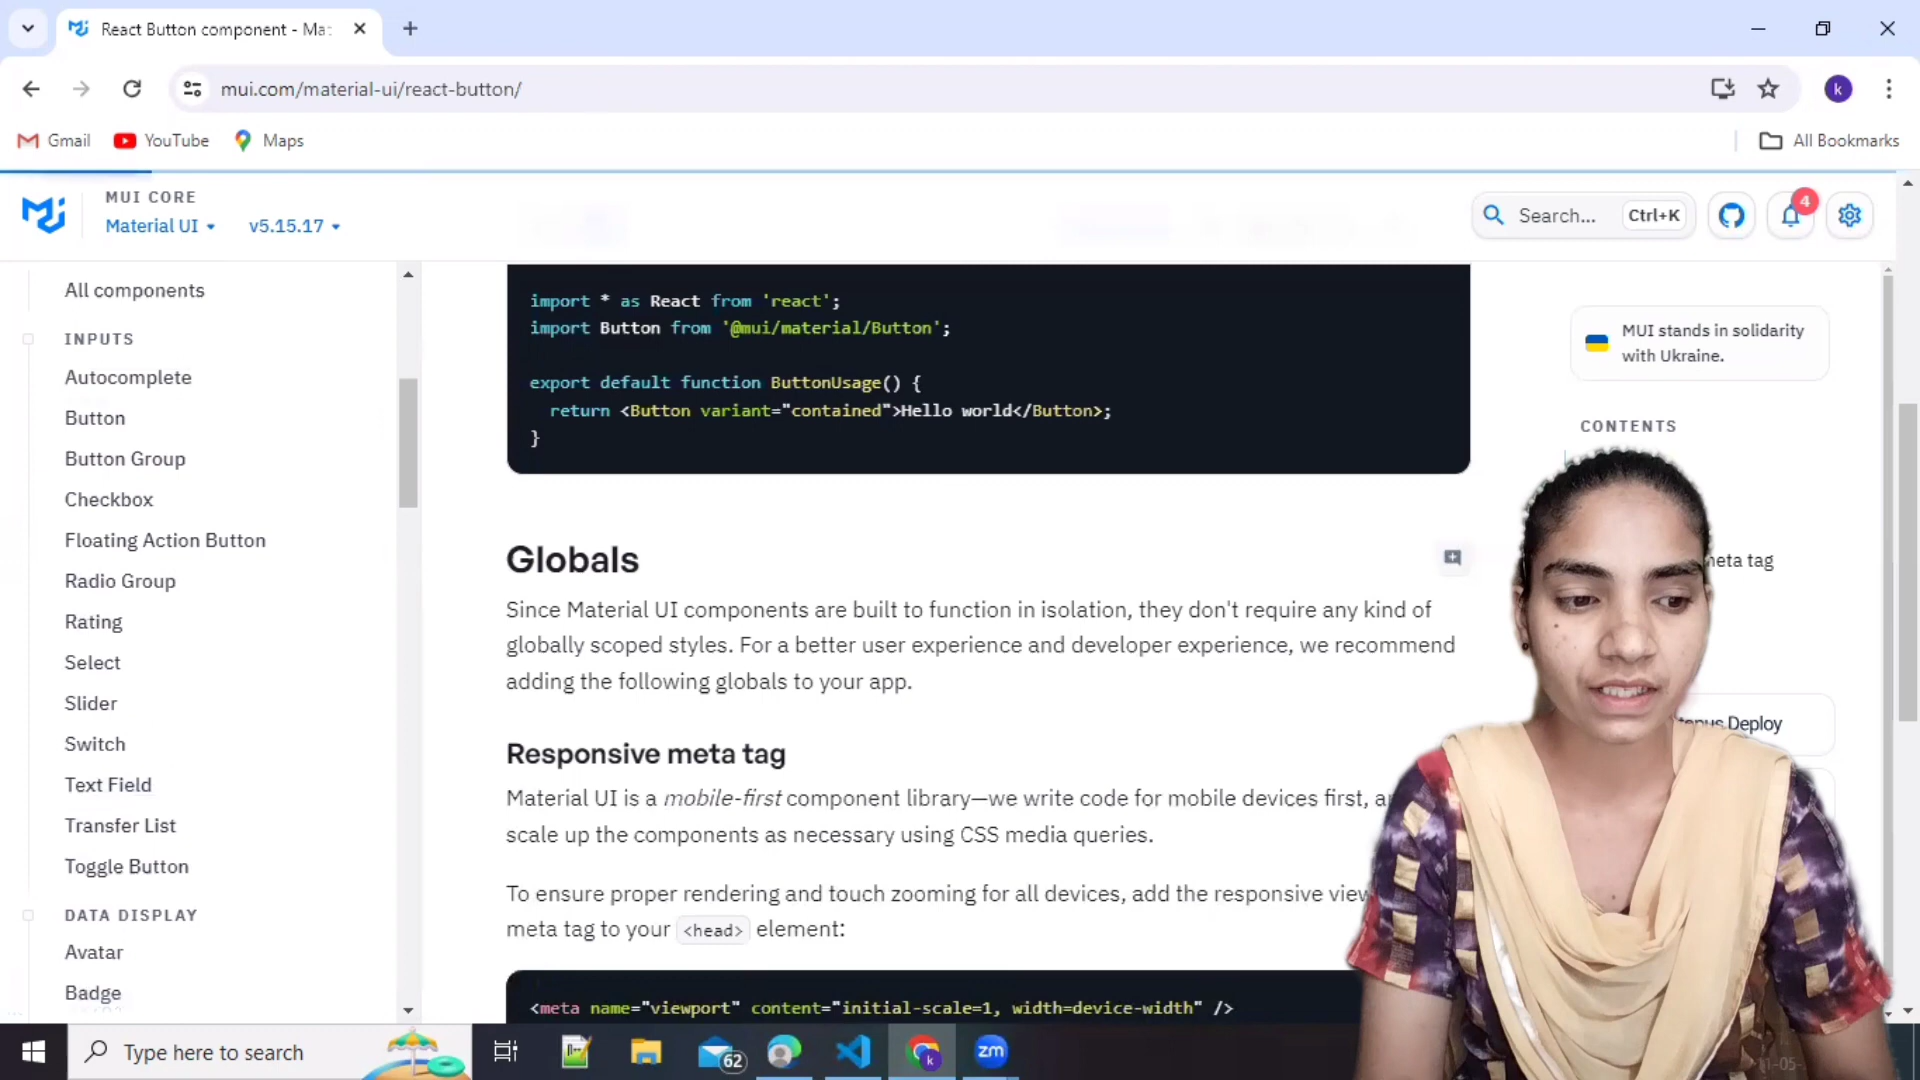 React Button component - Ma
mui.com/material-ui/react-button/
k
Gmail
YouTube
Maps
All Bookmarks
MUI CORE
Material UI
v5.15.17
Search...
Ctrl+K
4
All components
INPUTS
Autocomplete
Button
Button Group
Checkbox
Floating Action Button
Radio Group
Rating
Select
Slider
Switch
Text Field
Transfer List
Toggle Button
DATA DISPLAY
Avatar
Badge
import * as React from 'react';
import Button from '@mui/material/Button';
export default function ButtonUsage() {
return <Button variant="contained">Hello world</Button>;
}
Globals
Since Material UI components are built to function in isolation, they don't require any kind of
globally scoped styles. For a better user experience and developer experience, we recommend
adding the following globals to your app.
Responsive meta tag
Material UI is a mobile-first component library—we write code for mobile devices first,
scale up the components as necessary using CSS media queries.
To ensure proper rendering and touch zooming for all devices, add the responsive
meta tag to your <head> element:
<meta name="viewport" content="initial-scale=1, width=device-width" />
MUI stands in solidarity
with Ukraine.
CONTENTS
meta tag
Deploy
Type here to search
62
k
zm